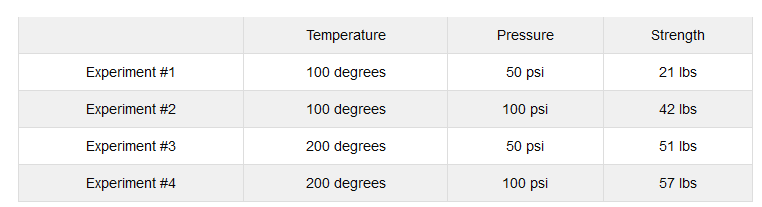 Temperature Pressure Strength
Experiment #1 100 degrees 50 psi 21 lbs
Experiment #2 100 degrees 100 psi 42 lbs
Experiment #3 200 degrees 50 psi 51 lbs
Experiment #4 200 degrees 100 psi 57 lbs